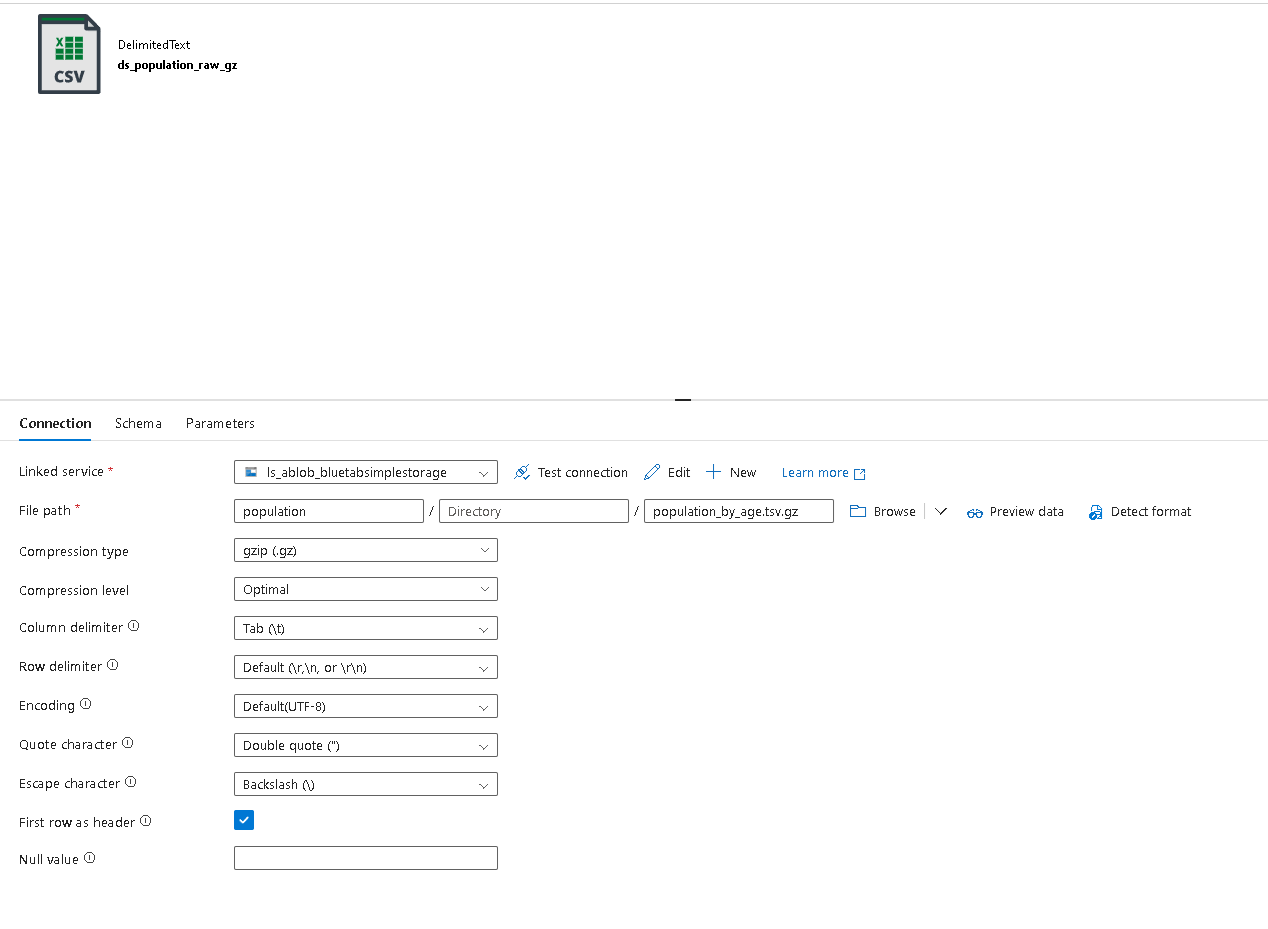 DelimitedText
ds_population_raw_gz
X
CSV
Connection Schema Parameters
Linked service * ls_ablob_bluetabsimplestorage Test connection Edit New Learn more
File path * population / Directory / population_by_age.tsv.gz Browse Preview data Detect format
Compression type gzip (.gz)
Compression level Optimal
Column delimiter Tab (\t)
Row delimiter Default (\r,\n, or \r\n)
Encoding Default(UTF-8)
Quote character Double quote (")
Escape character Backslash (\)
First row as header
Null value